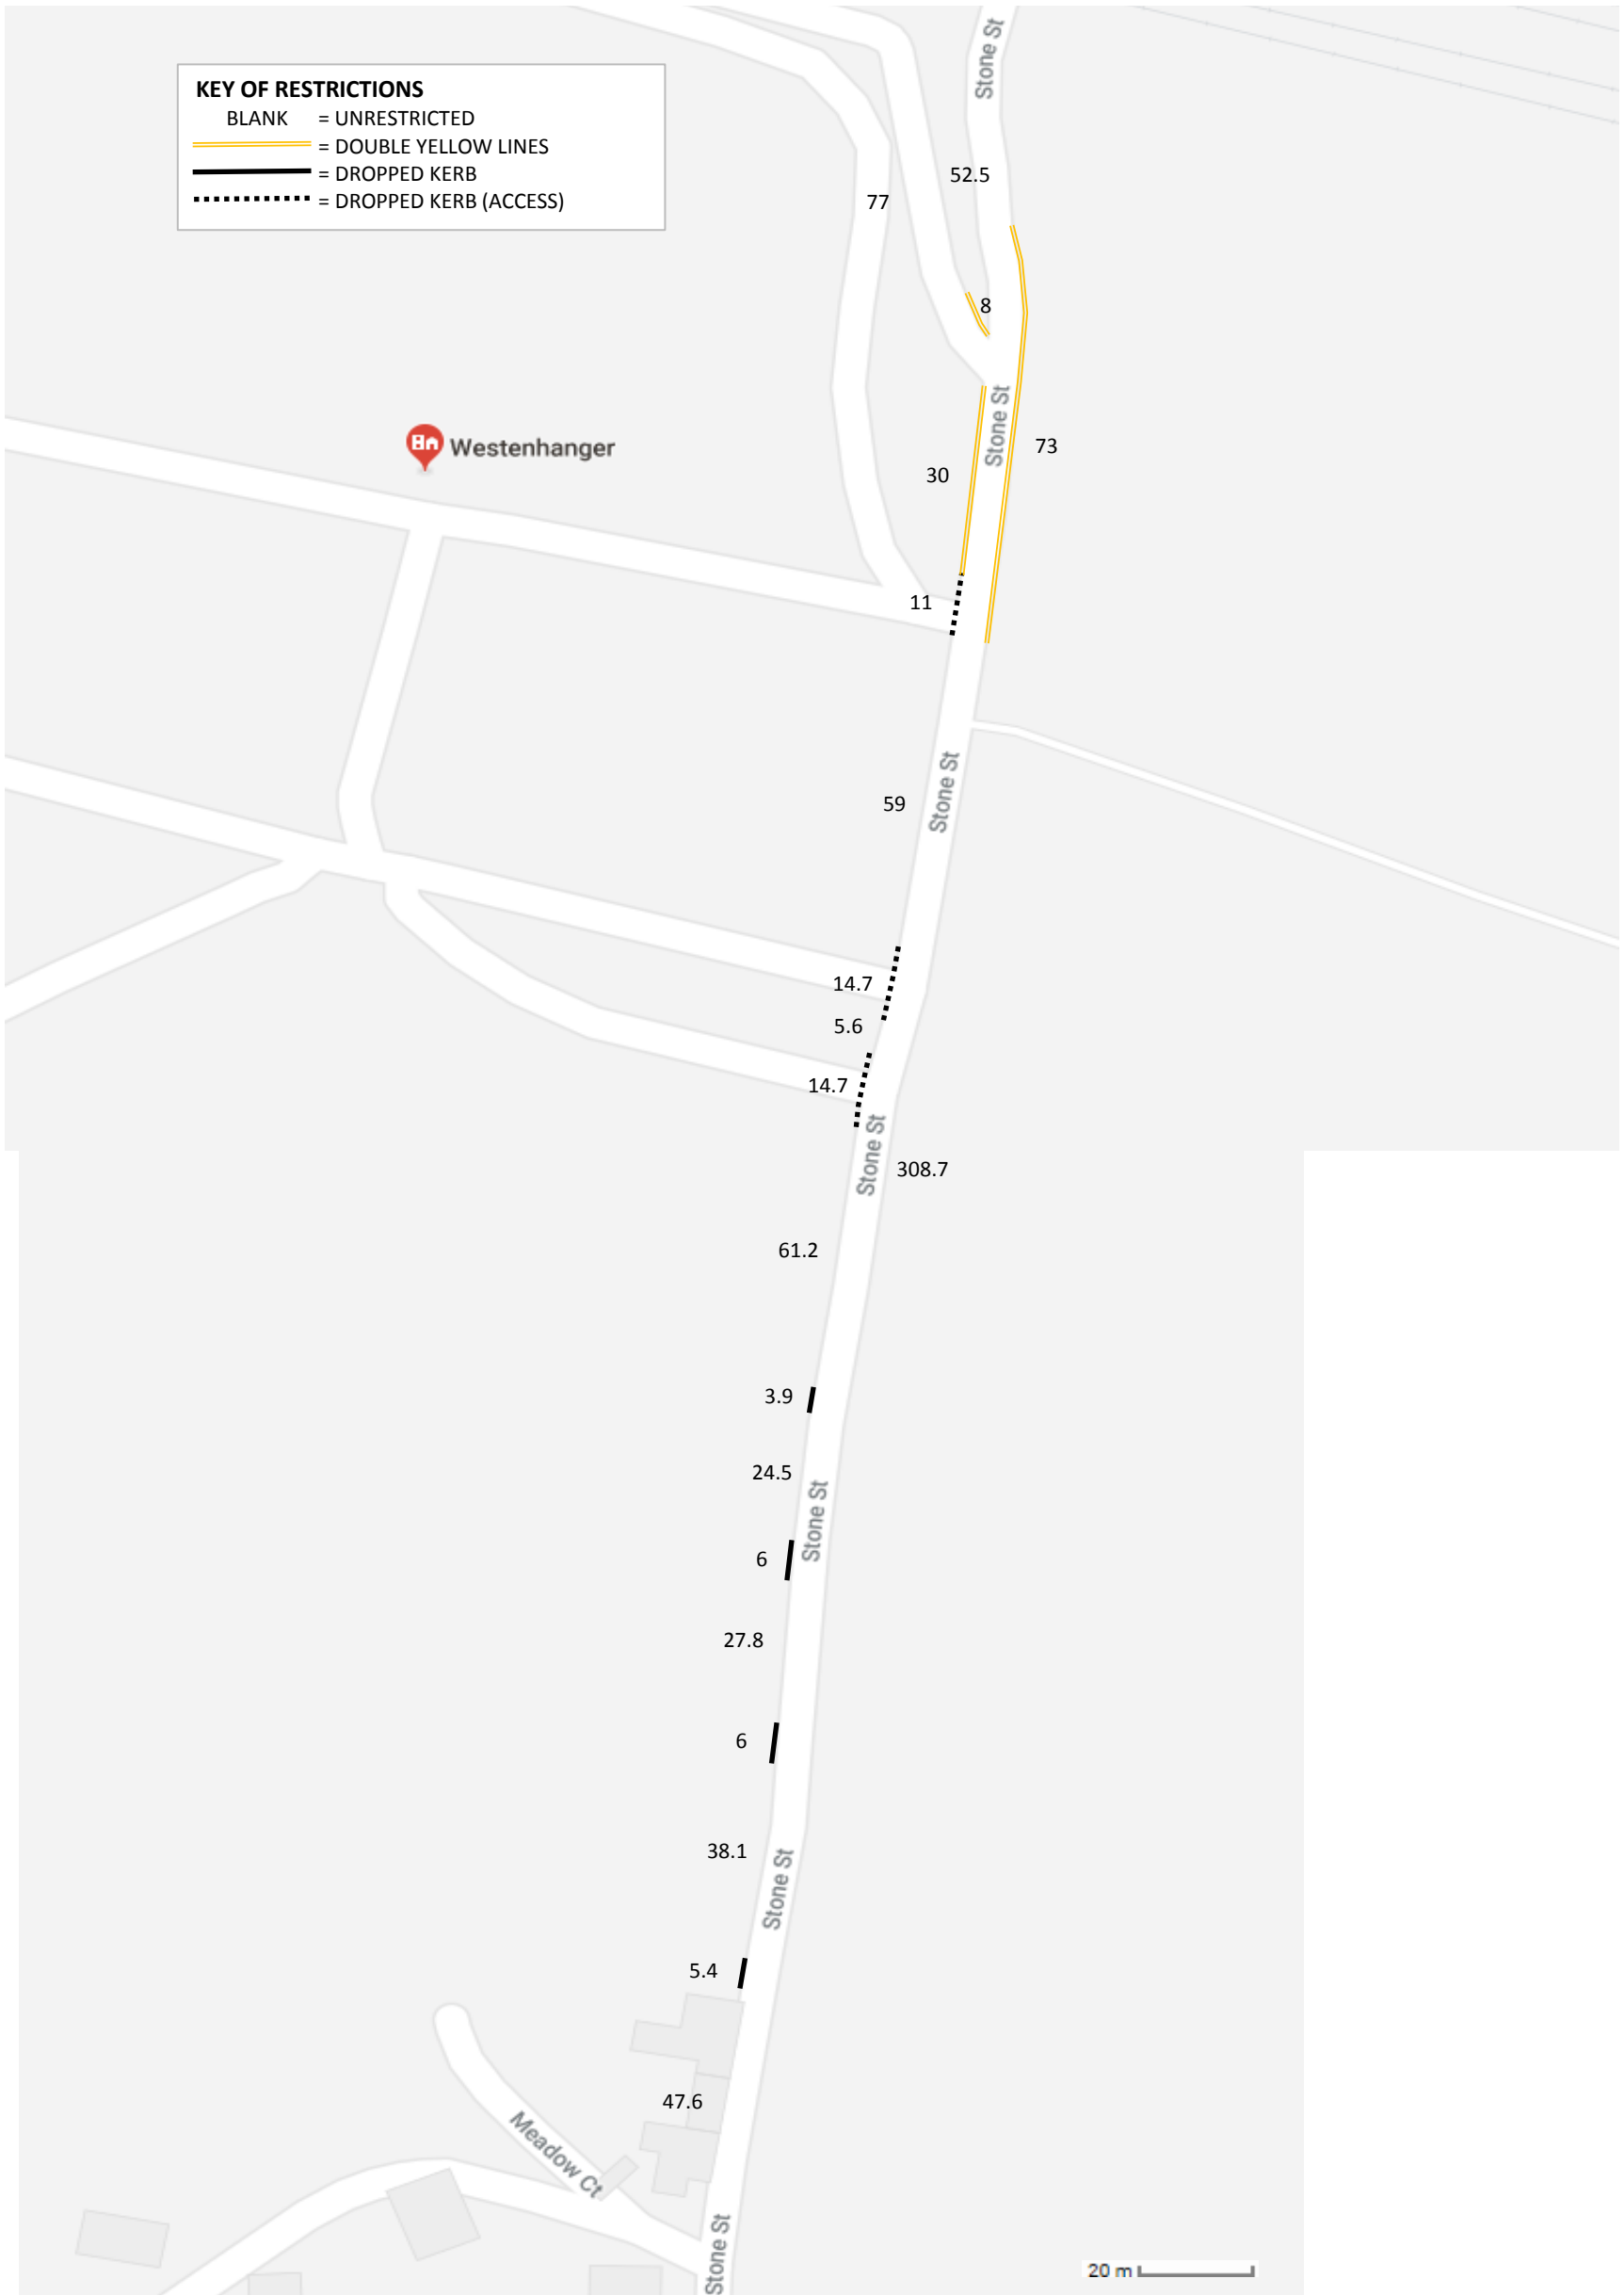 Stone St
KEY OF RESTRICTIONS
BLANK = UNRESTRICTED
= DOUBLE YELLOW LINES
= DROPPED KERB
= DROPPED KERB (ACCESS)
52.5
77
8
Stone St
73
Westenhanger
30
11
Stone St
59
14.7
5.6
14.7
Stone St
308.7
61.2
3.9
24.5
Stone St
6
27.8
6
38.1
Stone St
5.4
47.6
Meadow Ct
Stone St
20 m